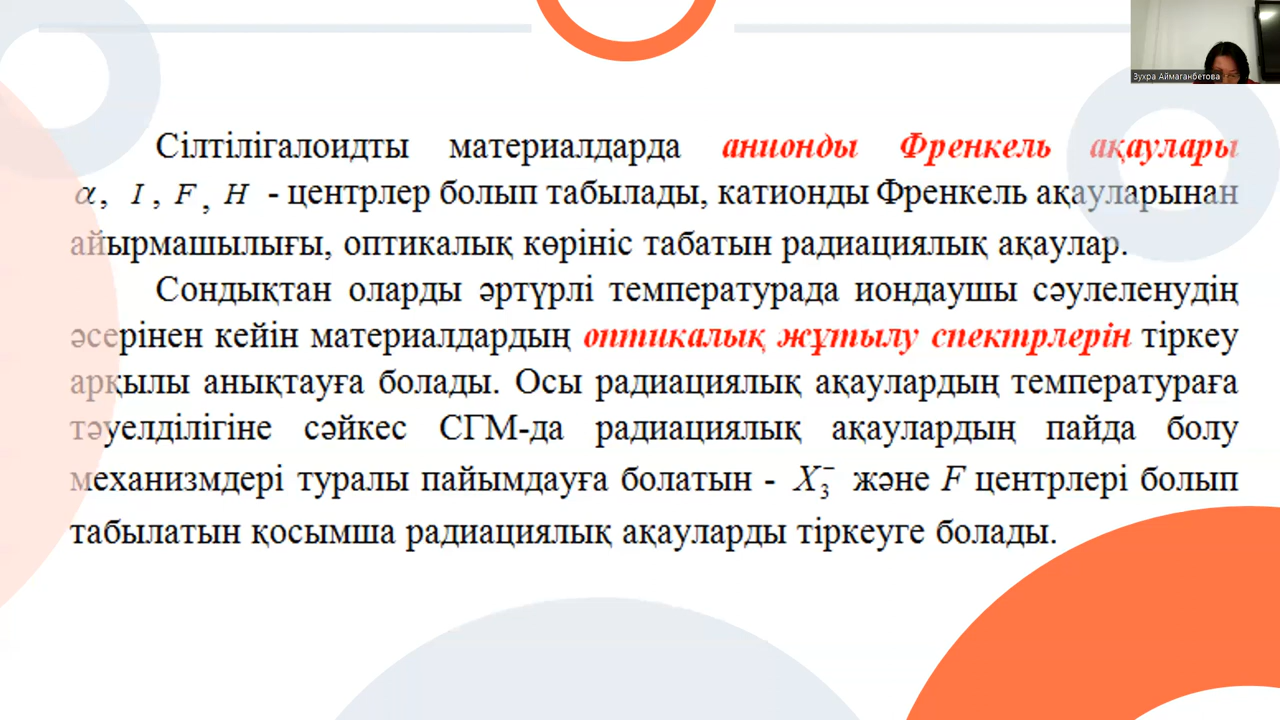 Зухра Аймаганбетова
Сілтілігалоидты материалдарда анионды Френкель ақаулары
α, I, F, H - центрлер болып табылады, катионды Френкель ақауларынан
айырмашылығы, оптикалық көрініс табатын радиациялық ақаулар.
Сондықтан оларды әртүрлі температурада иондаушы сәулеленудің
әсерінен кейін материалдардың оптикалық жұтылу спектрлерін тіркеу
арқылы анықтауға болады. Осы радиациялық ақаулардың температураға
тәуелділігіне сәйкес СГМ-да радиациялық ақаулардың пайда болу
механизмдері туралы пайымдауға болатын - X₃⁻ және F центрлері болып
табылатын қосымша радиациялық ақауларды тіркеуге болады.